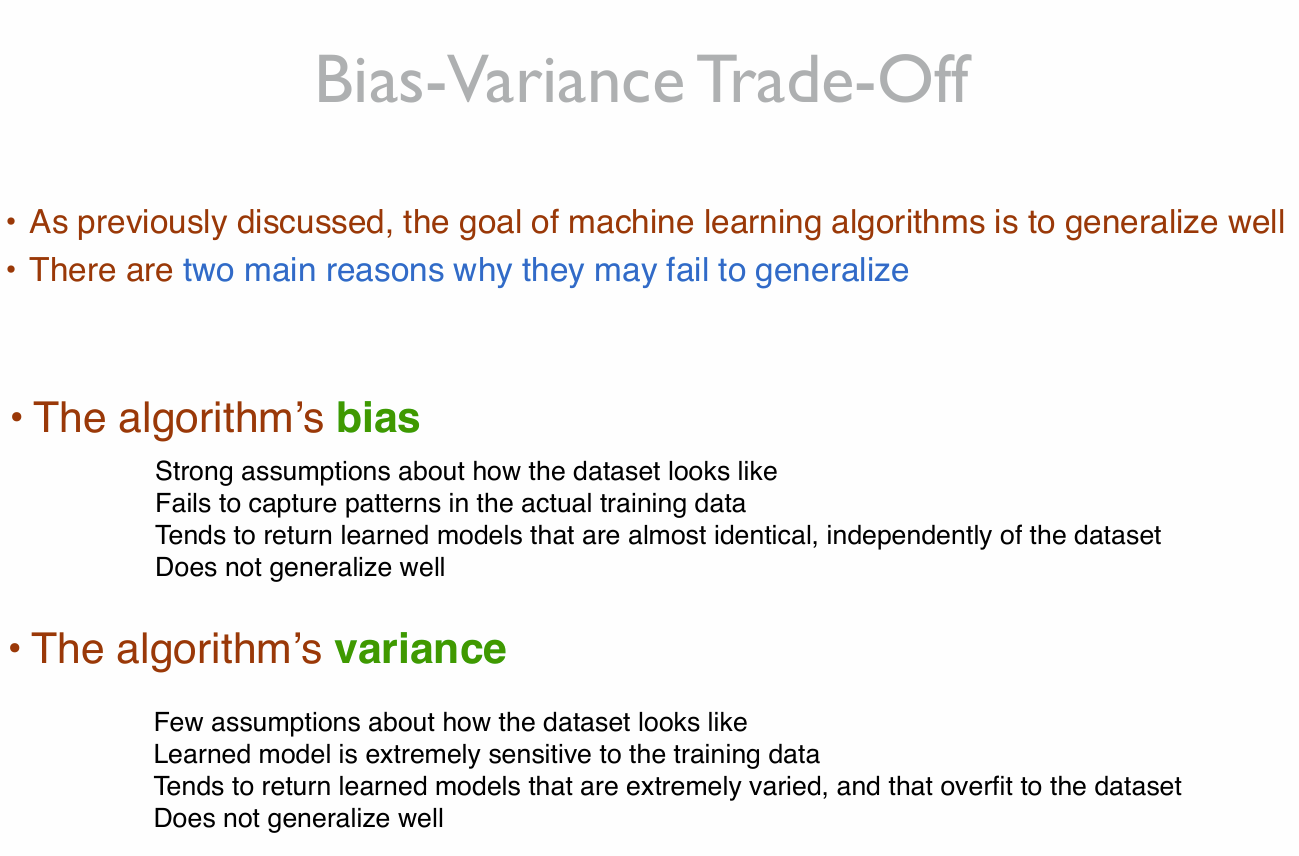 Bias-Variance Trade-Off
• As previously discussed, the goal of machine learning algorithms is to generalize well
• There are two main reasons why they may fail to generalize
• The algorithm’s bias
Strong assumptions about how the dataset looks like
Fails to capture patterns in the actual training data
Tends to return learned models that are almost identical, independently of the dataset
Does not generalize well
• The algorithm’s variance
Few assumptions about how the dataset looks like
Learned model is extremely sensitive to the training data
Tends to return learned models that are extremely varied, and that overfit to the dataset
Does not generalize well